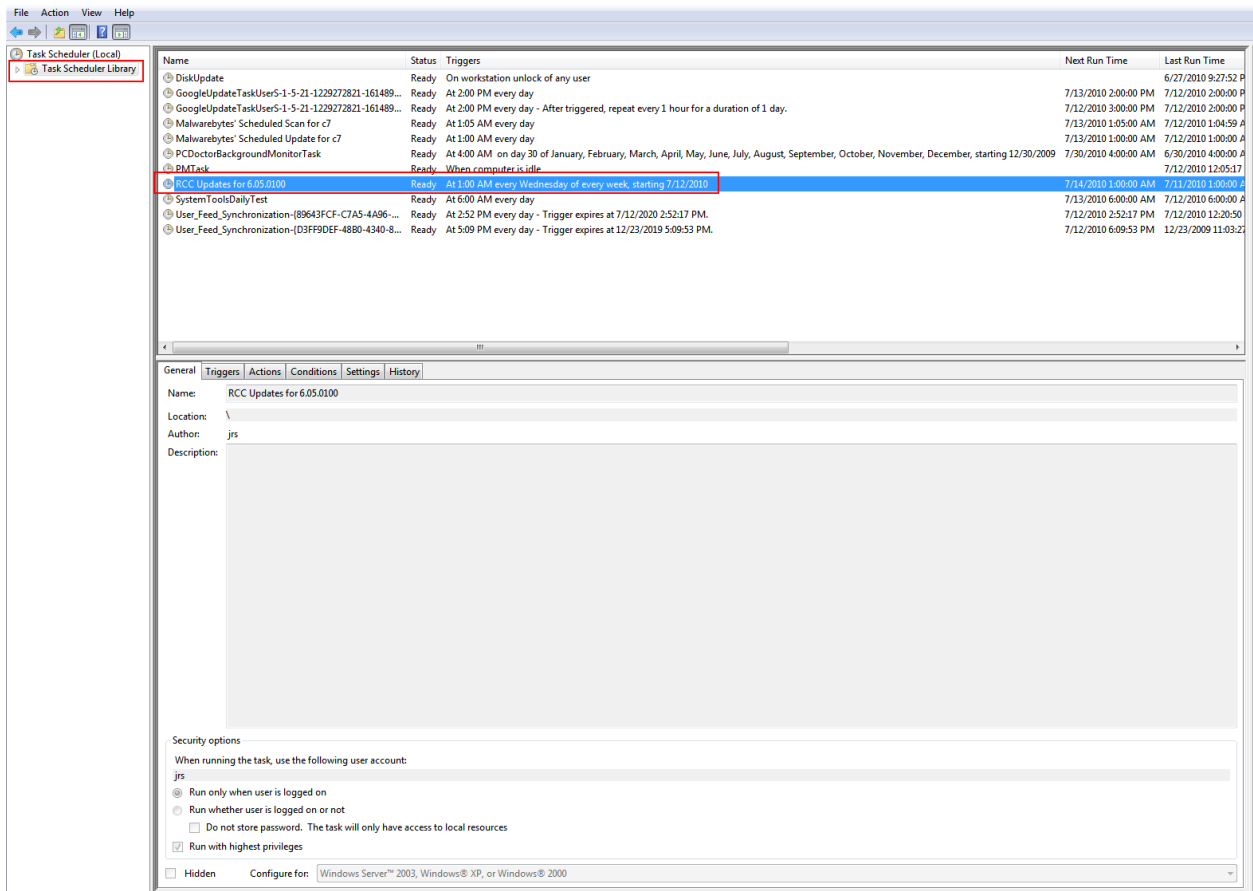 File Action View Help
Task Scheduler (Local)
Task Scheduler Library
Name Status Triggers Next Run Time Last Run Time
DiskUpdate Ready On workstation unlock of any user 6/27/2010 9:27:52 P
GoogleUpdateTaskUserS-1-5-21-1229272821-161489... Ready At 2:00 PM every day 7/13/2010 2:00:00 PM 7/12/2010 2:00:00 P
GoogleUpdateTaskUserS-1-5-21-1229272821-161489... Ready At 2:00 PM every day - After triggered, repeat every 1 hour for a duration of 1 day. 7/12/2010 3:00:00 PM 7/12/2010 2:00:00 P
Malwarebytes' Scheduled Scan for c7 Ready At 1:05 AM every day 7/13/2010 1:05:00 AM 7/12/2010 1:04:59 A
Malwarebytes' Scheduled Update for c7 Ready At 1:00 AM every day 7/13/2010 1:00:00 AM 7/12/2010 1:00:00 A
PCDoctorBackgroundMonitorTask Ready At 4:00 AM on day 30 of January, February, March, April, May, June, July, August, September, October, November, December, starting 12/30/2009 7/30/2010 4:00:00 AM 6/30/2010 4:00:00 A
PMTask Ready When computer is idle 7/12/2010 12:05:17
RCC Updates for 6.05.0100 Ready At 1:00 AM every Wednesday of every week, starting 7/12/2010 7/14/2010 1:00:00 AM 7/11/2010 1:00:00 A
SystemToolsDailyTest Ready At 6:00 AM every day 7/13/2010 6:00:00 AM 7/12/2010 6:00:00 A
User_Feed_Synchronization-{89643FCF-C7A5-4A96-... Ready At 2:52 PM every day - Trigger expires at 7/12/2020 2:52:17 PM. 7/12/2010 2:52:17 PM 7/12/2010 12:20:50
User_Feed_Synchronization-{D3FF9DEF-48B0-4340-8... Ready At 5:09 PM every day - Trigger expires at 12/23/2019 5:09:53 PM. 7/12/2010 6:09:53 PM 12/23/2009 11:03:27
General Triggers Actions Conditions Settings History
Name: RCC Updates for 6.05.0100
Location: \
Author: jrs
Description:
Security options
When running the task, use the following user account:
jrs
Run only when user is logged on
Run whether user is logged on or not
Do not store password. The task will only have access to local resources
Run with highest privileges
Hidden Configure for: Windows Server™ 2003, Windows® XP, or Windows® 2000